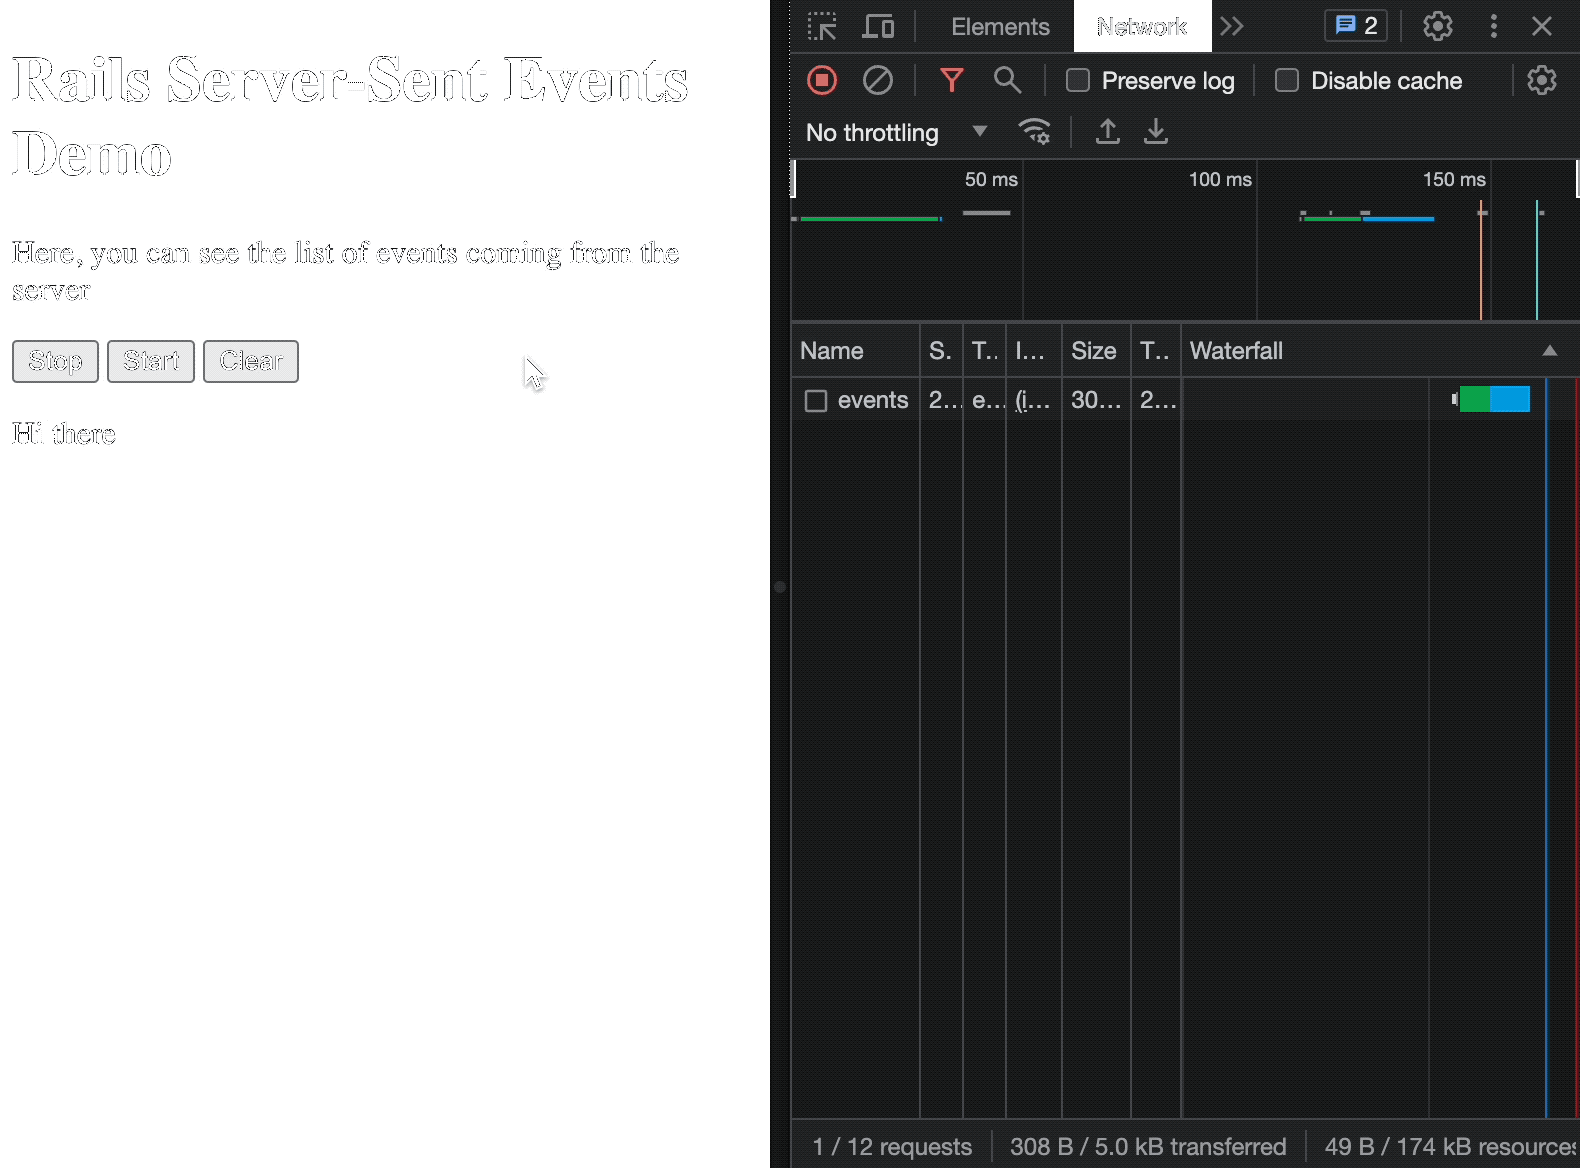 Rails Server-Sent Events
Demo
Here, you can see the list of events coming from the
server
Stop Start Clear
Hi there
Elements Network 2
Preserve log Disable cache
No throttling
50 ms 100 ms 150 ms
Name S. T.. I... Size T.. Waterfall
events 2... e... (i... 30... 2...
1 / 12 requests 308 B / 5.0 kB transferred 49 B / 174 kB resources